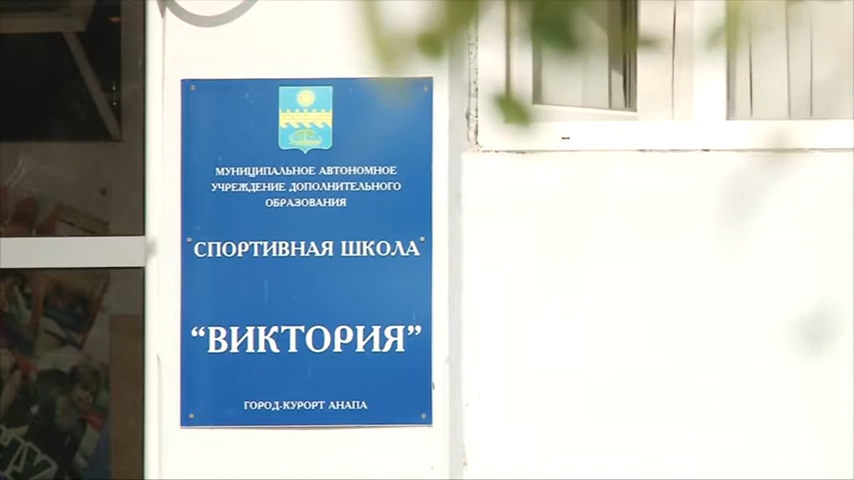 МУНИЦИПАЛЬНОЕ АВТОНОМНОЕ
УЧРЕЖДЕНИЕ ДОПОЛНИТЕЛЬНОГО
ОБРАЗОВАНИЯ
СПОРТИВНАЯ ШКОЛА
“ВИКТОРИЯ”
ГОРОД-КУРОРТ АНАПА